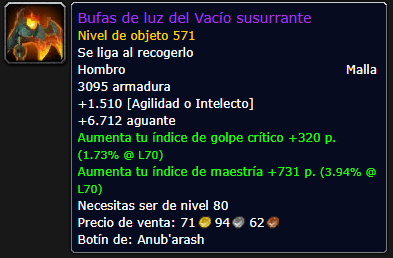 Bufas de luz del Vacío susurrante
Nivel de objeto 571
Se liga al recogerlo
Hombro Malla
3095 armadura
+1.510 [Agilidad o Intelecto]
+6.712 aguante
Aumenta tu índice de golpe crítico +320 p.
(1.73% @ L70)
Aumenta tu índice de maestría +731 p. (3.94% @
L70)
Necesitas ser de nivel 80
Precio de venta: 71 94 62
Botín de: Anub'arash